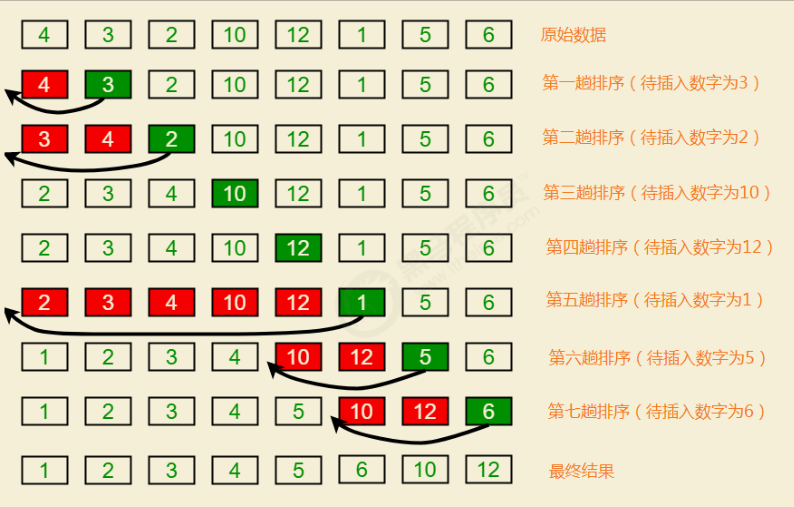 4 3 2 10 12 1 5 6 原始数据
4 3 2 10 12 1 5 6 第一趟排序（待插入数字为3）
3 4 2 10 12 1 5 6 第二趟排序（待插入数字为2）
2 3 4 10 12 1 5 6 第三趟排序（待插入数字为10）
2 3 4 10 12 1 5 6 第四趟排序（待插入数字为12）
2 3 4 10 12 1 5 6 第五趟排序（待插入数字为1）
1 2 3 4 10 12 5 6 第六趟排序（待插入数字为5）
1 2 3 4 5 10 12 6 第七趟排序（待插入数字为6）
1 2 3 4 5 6 10 12 最终结果